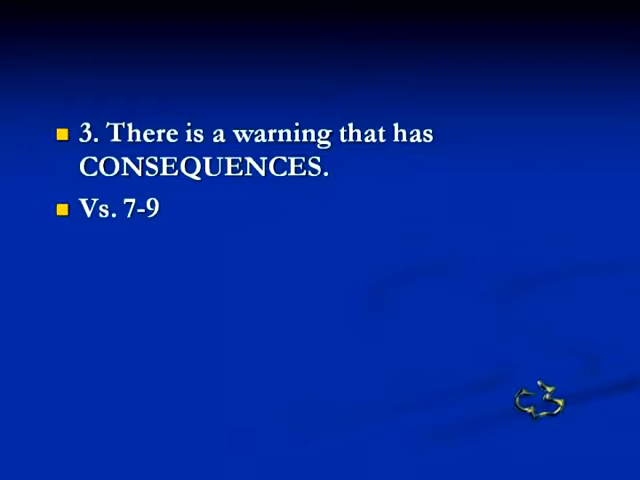 3. There is a warning that has
CONSEQUENCES.
Vs. 7-9